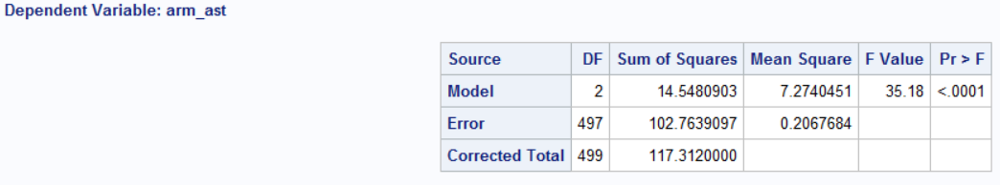 Dependent Variable: arm_ast
Source DF Sum of Squares Mean Square F Value Pr > F
Model 2 14.5480903 7.2740451 35.18 <.0001
Error 497 102.7639097 0.2067684
Corrected Total 499 117.3120000